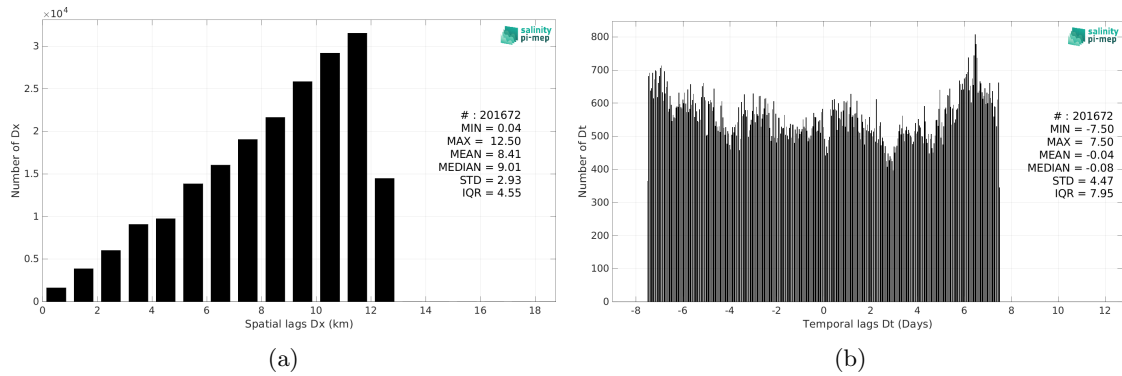 ×10⁴
3
2.5
2
1.5
1
0.5
0
Number of Dx
0 2 4 6 8 10 12 14 16 18
Spatial lags Dx (km)
salinity
pi-mep
# : 201672
MIN = 0.04
MAX = 12.50
MEAN = 8.41
MEDIAN = 9.01
STD = 2.93
IQR = 4.55
(a)
800
700
600
500
400
300
200
100
0
Number of Dt
-8 -6 -4 -2 0 2 4 6 8 10 12
Temporal lags Dt (Days)
salinity
pi-mep
# : 201672
MIN = -7.50
MAX = 7.50
MEAN = -0.04
MEDIAN = -0.08
STD = 4.47
IQR = 7.95
(b)